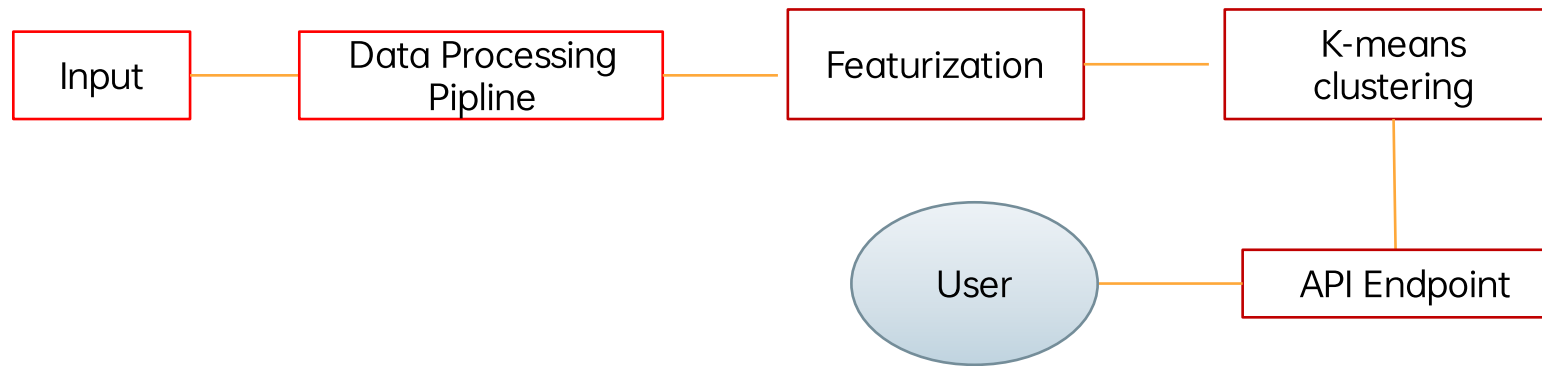 Input
Data Processing
Pipline
Featurization
K-means
clustering
User
API Endpoint